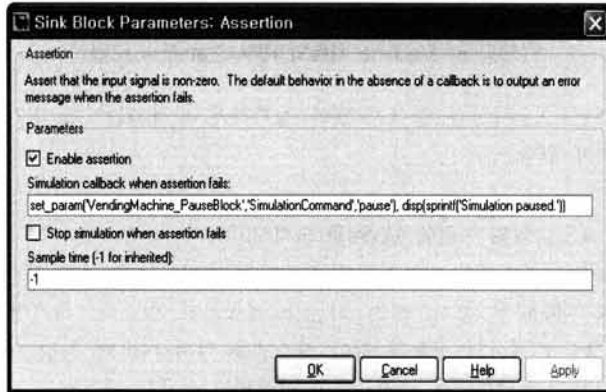 Sink Block Parameters: Assertion
Assertion
Assert that the input signal is non-zero. The default behavior in the absence of a callback is to output an error
message when the assertion fails.
Parameters
Enable assertion
Simulation callback when assertion fails:
set_param('VendingMachine_PauseBlock','SimulationCommand','pause'), disp(sprintf('Simulation paused.'))
Stop simulation when assertion fails
Sample time (-1 for inherited):
-1
OK Cancel Help Apply